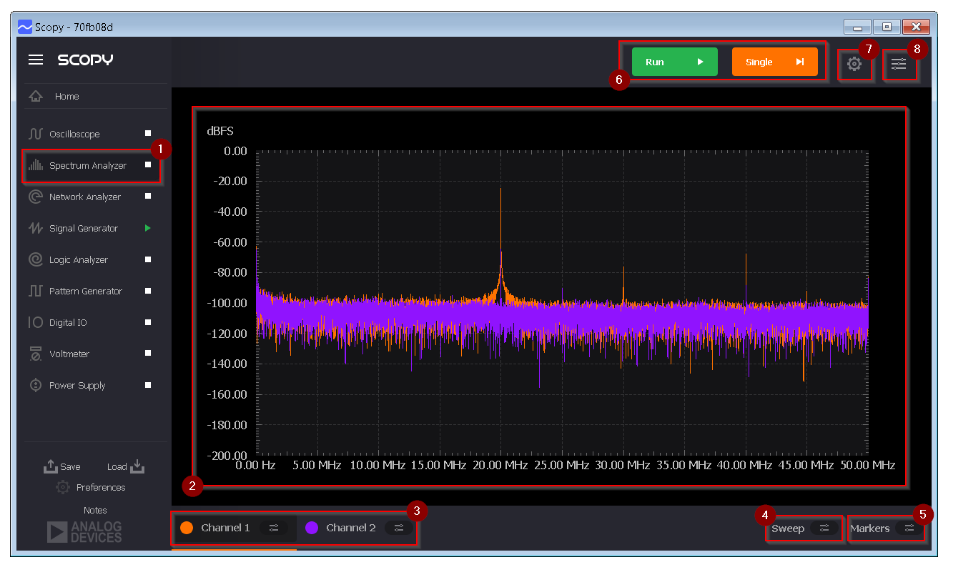 Scopy - 70fb08d
SCOPY
Run
Single
6
7
8
Home
Oscilloscope
1
Spectrum Analyzer
Network Analyzer
Signal Generator
Logic Analyzer
Pattern Generator
Digital IO
Voltmeter
Power Supply
Save Load
Preferences
Notes
ANALOG
DEVICES
dBFS
0.00
-20.00
-40.00
-60.00
-80.00
-100.00
-120.00
-140.00
-160.00
-180.00
-200.00
0.00 Hz 5.00 MHz 10.00 MHz 15.00 MHz 20.00 MHz 25.00 MHz 30.00 MHz 35.00 MHz 40.00 MHz 45.00 MHz 50.00 MHz
2
3
4
5
Channel 1 Channel 2 Sweep Markers